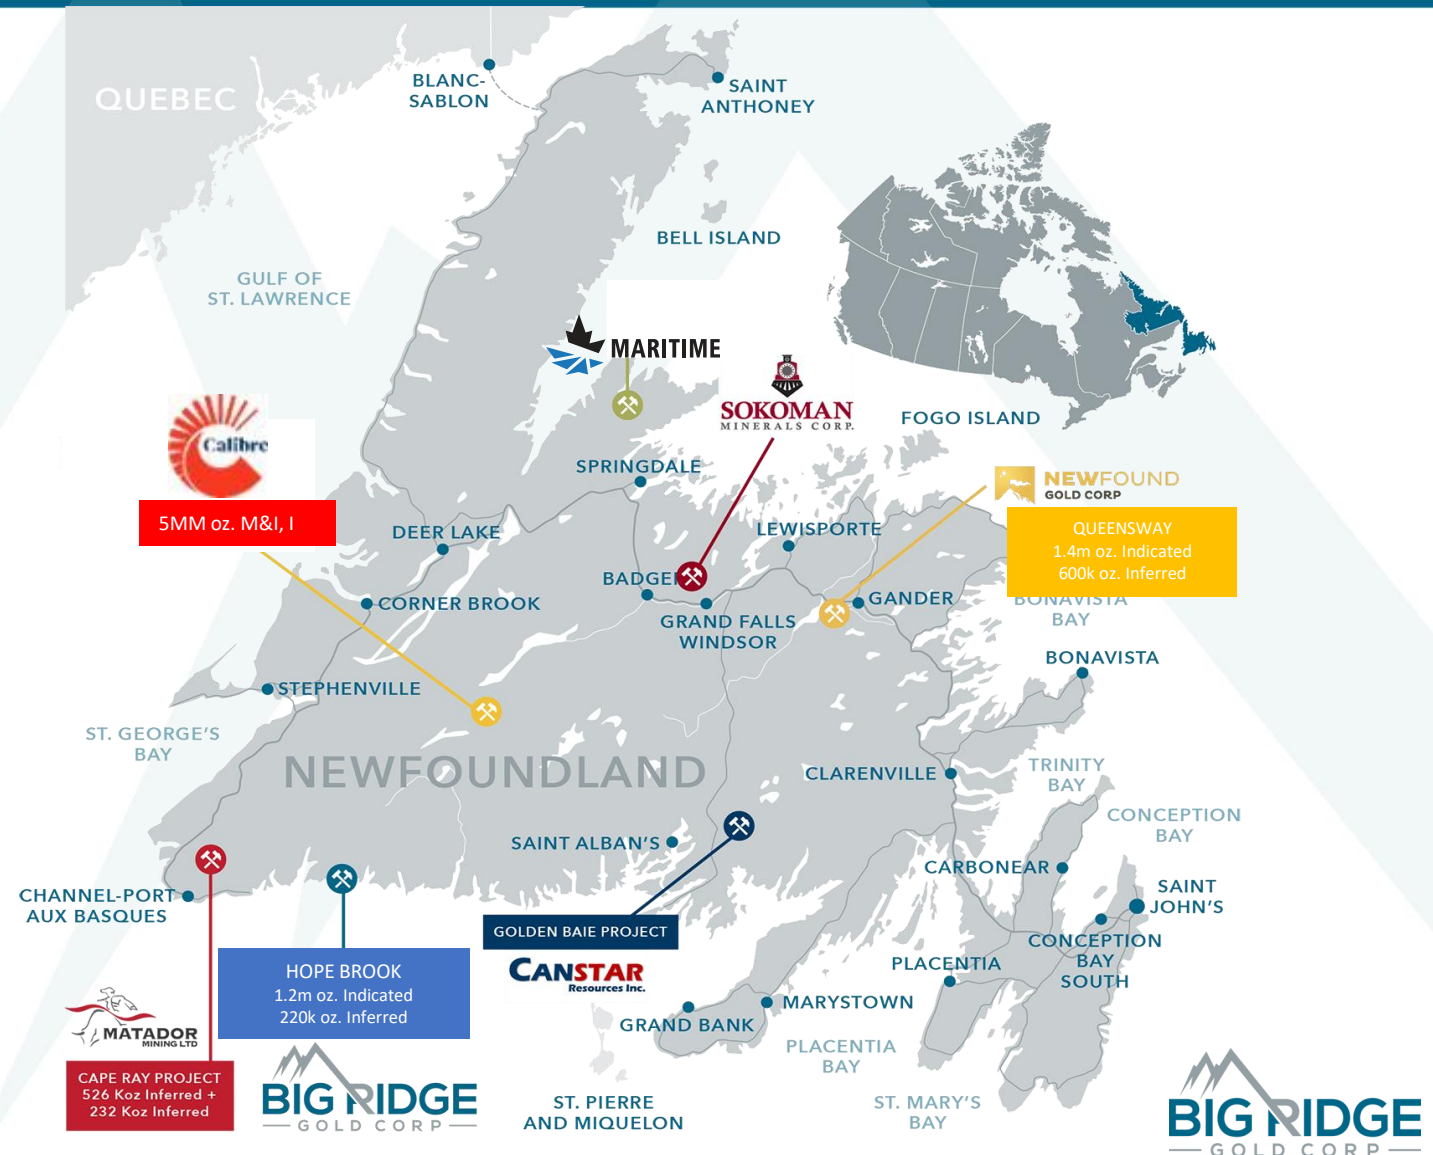 QUEBEC
BLANC-
SABLON
SAINT
ANTHONEY
BELL ISLAND
GULF OF
ST. LAWRENCE
MARITIME
SOKOMAN
MINERALS CORP.
FOGO ISLAND
Calibre
5MM oz. M&I, I
SPRINGDALE
NEWFOUND
GOLD CORP
QUEENSWAY
1.4m oz. Indicated
600k oz. Inferred
DEER LAKE
LEWISPORTE
BADGE
CORNER BROOK
GRAND FALLS
WINDSOR
GANDER
BONAVISTA
BAY
BONAVISTA
STEPHENVILLE
ST. GEORGE'S
BAY
NEWFOUNDLAND
CLARENVILLE
TRINITY
BAY
CONCEPTION
BAY
SAINT ALBAN'S
CARBONEAR
SAINT
JOHN'S
CHANNEL-PORT
AUX BASQUES
GOLDEN BAIE PROJECT
CANSTAR
Resources Inc.
CONCEPTION
BAY
SOUTH
PLACENTIA
HOPE BROOK
1.2m oz. Indicated
220k oz. Inferred
MARYSTOWN
GRAND BANK
MATADOR
MINING LTD
PLACENTIA
BAY
CAPE RAY PROJECT
526 Koz Inferred +
232 Koz Inferred
BIG RIDGE
GOLD CORP
ST. PIERRE
AND MIQUELON
ST. MARY'S
BAY
BIG RIDGE
GOLD CORP